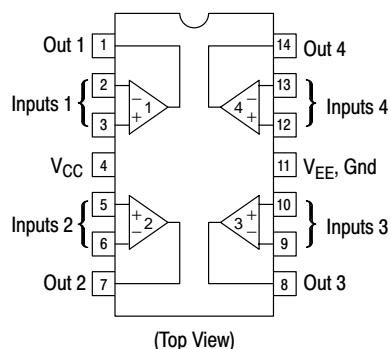 Out 1 1 14 Out 4
2 − − 13
Inputs 1 { 1 4 } Inputs 4
3 + + 12
VCC 4 11 VEE, Gnd
5 + + 10
Inputs 2 { 2 3 } Inputs 3
6 − − 9
Out 2 7 8 Out 3
(Top View)